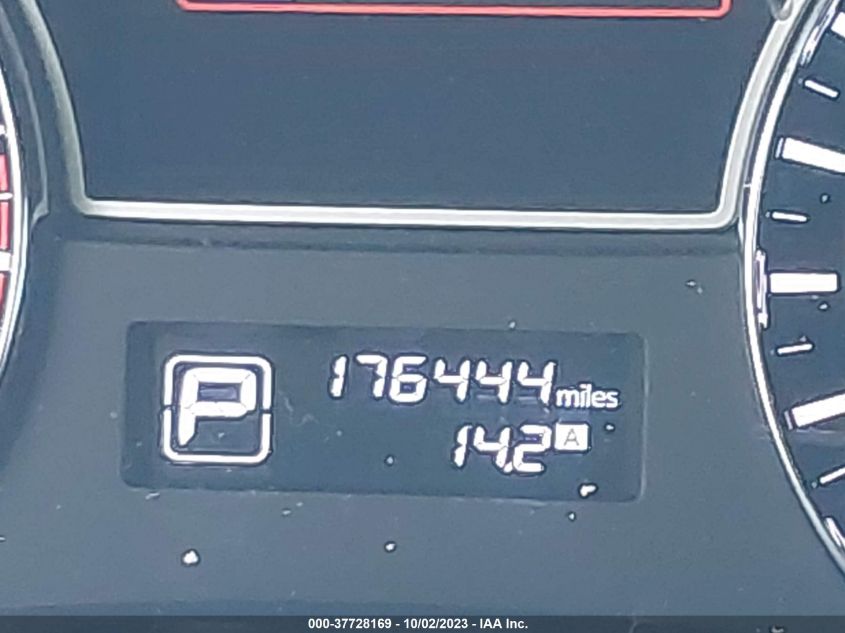 P
176444 miles
14.2 A
000-37728169 - 10/02/2023 - IAA Inc.